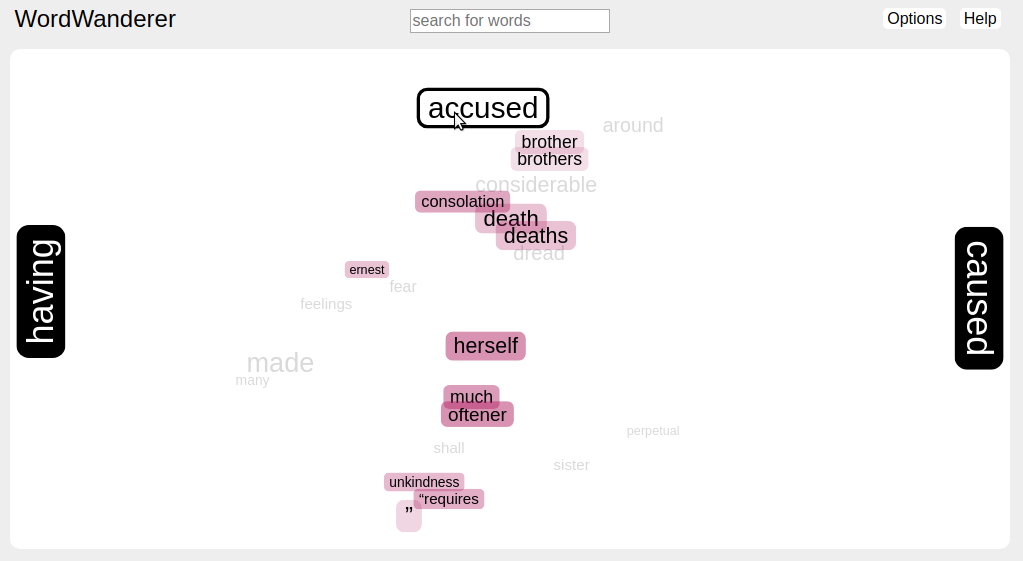 WordWanderer
search for words
Options
Help
accused
around
brother
brothers
considerable
consolation
death
deaths
dread
ernest
fear
feelings
having
caused
herself
made
many
much
oftener
perpetual
shall
sister
unkindness
“requires
”